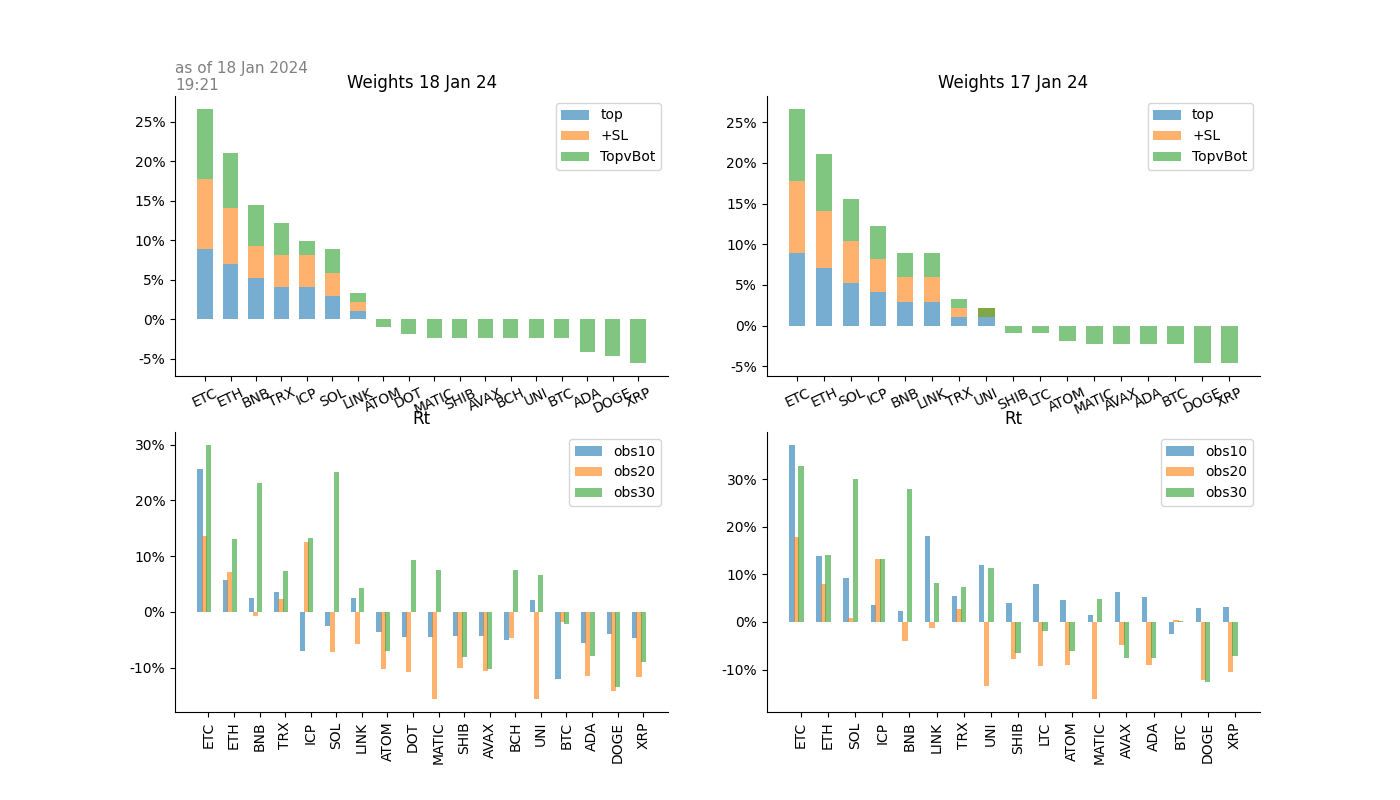 as of 18 Jan 2024
19:21
Weights 18 Jan 24
top
+SL
TopvBot
25%
20%
15%
10%
5%
0%
-5%
ETC ETH BNB TRX ICP SOL LINK ATOM DOT MATIC SHIB AVAX BCH UNI BTC ADA DOGE XRP
Weights 17 Jan 24
top
+SL
TopvBot
25%
20%
15%
10%
5%
0%
-5%
ETC ETH SOL ICP BNB LINK TRX UNI SHIB LTC ATOM MATIC AVAX ADA BTC DOGE XRP
Rt
obs10
obs20
obs30
30%
20%
10%
0%
-10%
ETC ETH BNB TRX ICP SOL LINK ATOM DOT MATIC SHIB AVAX BCH UNI BTC ADA DOGE XRP
Rt
obs10
obs20
obs30
30%
20%
10%
0%
-10%
ETC ETH SOL ICP BNB LINK TRX UNI SHIB LTC ATOM MATIC AVAX ADA BTC DOGE XRP